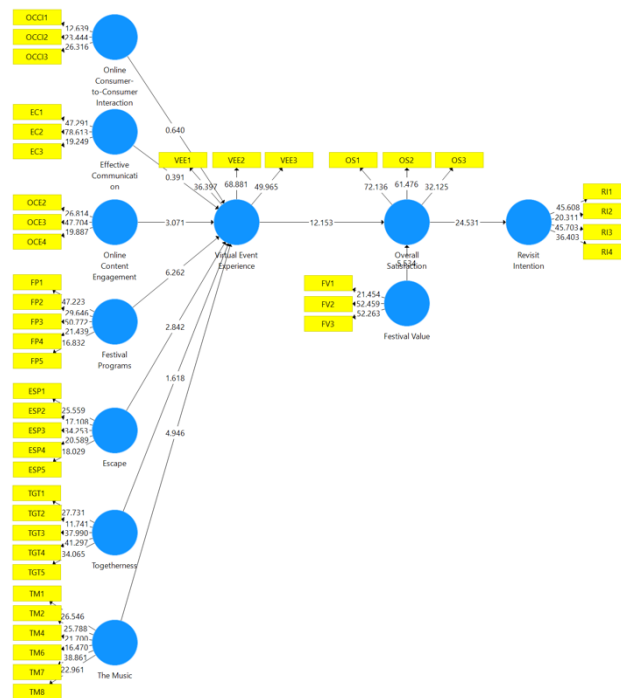 OCCI1
OCCI2
OCCI3
12.639
23.444
26.316
Online
Consumer-
to-Consumer
Interaction
0.640
EC1
EC2
EC3
47.291
78.613
19.249
Effective
Communicati
on
0.391
VEE1
VEE2
VEE3
36.397
68.881
49.965
OS1
OS2
OS3
72.136
61.476
32.125
OCE2
OCE3
OCE4
26.814
47.704
19.887
Online
Content
Engagement
3.071
Virtual Event
Experience
12.153
Overall
Satisfaction
24.531
Revisit
Intention
45.608
20.311
45.703
36.403
RI1
RI2
RI3
RI4
FP1
FP2
FP3
FP4
FP5
47.223
29.646
50.772
21.439
16.832
Festival
Programs
6.262
FV1
FV2
FV3
21.454
52.459
52.263
Festival Value
ESP1
ESP2
ESP3
ESP4
ESP5
25.559
17.108
34.253
20.589
18.029
Escape
2.842
TGT1
TGT2
TGT3
TGT4
TGT5
27.731
11.741
37.990
41.297
34.065
Togetherness
1.618
TM1
TM2
TM4
TM6
TM7
TM8
26.546
25.788
21.700
16.470
38.861
22.961
The Music
4.946